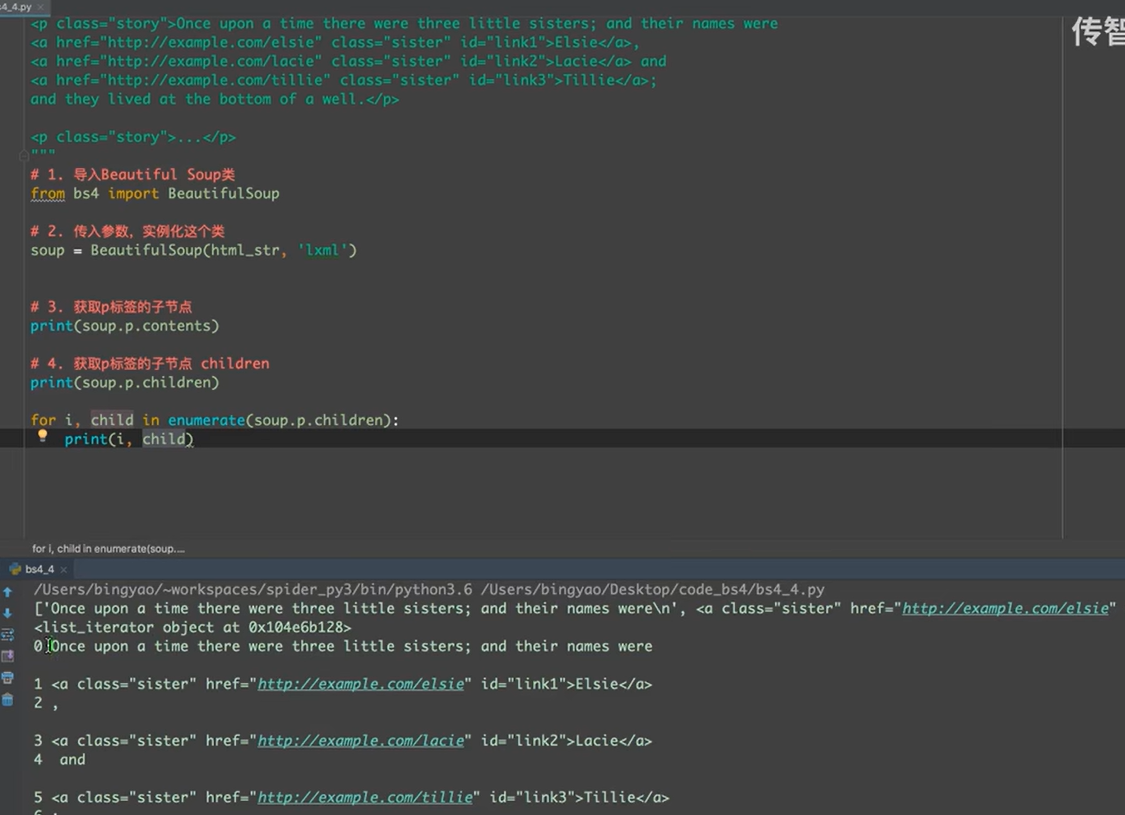 s4_4.py
传智
<p class="story">Once upon a time there were three little sisters; and their names were
<a href="http://example.com/elsie" class="sister" id="link1">Elsie</a>,
<a href="http://example.com/lacie" class="sister" id="link2">Lacie</a> and
<a href="http://example.com/tillie" class="sister" id="link3">Tillie</a>;
and they lived at the bottom of a well.</p>
<p class="story">...</p>
"""
# 1. 导入Beautiful Soup类
from bs4 import BeautifulSoup
# 2. 传入参数，实例化这个类
soup = BeautifulSoup(html_str, 'lxml')
# 3. 获取p标签的子节点
print(soup.p.contents)
# 4. 获取p标签的子节点 children
print(soup.p.children)
for i, child in enumerate(soup.p.children):
print(i, child)
for i, child in enumerate(soup....
bs4_4
/Users/bingyao/~workspaces/spider_py3/bin/python3.6 /Users/bingyao/Desktop/code_bs4/bs4_4.py
['Once upon a time there were three little sisters; and their names were\n', <a class="sister" href="http://example.com/elsie"
<list_iterator object at 0x104e6b128>
0 Once upon a time there were three little sisters; and their names were
1 <a class="sister" href="http://example.com/elsie" id="link1">Elsie</a>
2 ,
3 <a class="sister" href="http://example.com/lacie" id="link2">Lacie</a>
4  and
5 <a class="sister" href="http://example.com/tillie" id="link3">Tillie</a>